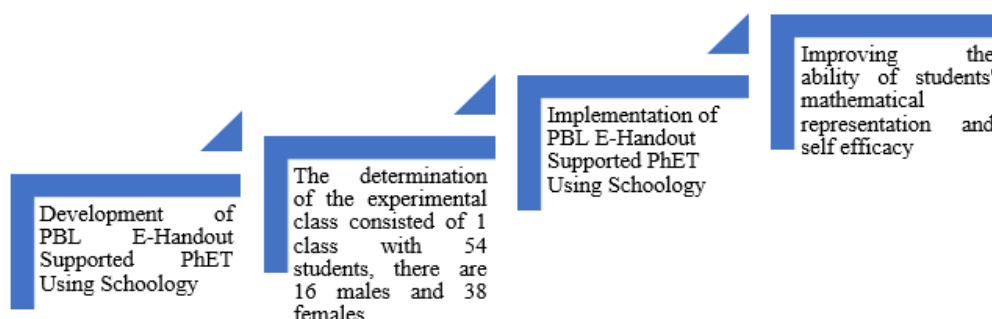 Development of
PBL E-Handout
Supported PhET
Using Schoology
The determination
of the experimental
class consisted of 1
class with 54
students, there are
16 males and 38
females
Implementation of
PBL E-Handout
Supported PhET
Using Schoology
Improving the
ability of students'
mathematical
representation and
self efficacy